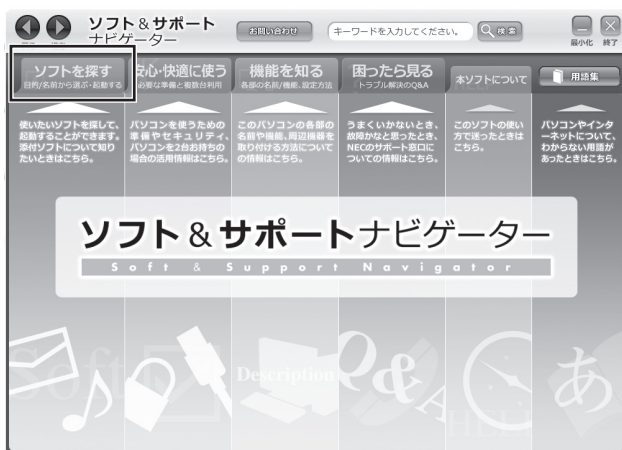 ソフト&サポート
ナビゲーター
お問い合わせ
キーワードを入力してください。
検索
最小化 終了
ソフトを探す
目的/名前から選ぶ・起動する
安心・快適に使う
必要な準備と複数台利用
機能を知る
各部の名前/機能、設定方法
困ったら見る
トラブル解決のQ&A
本ソフトについて
用語集
使いたいソフトを探して、
起動することができます。
添付ソフトについて知り
たいときはこちら。
パソコンを使うための
準備やセキュリティ、
パソコンを2台お持ちの
場合の活用情報はこちら。
このパソコンの各部の
名前や機能、周辺機器を
取り付ける方法について
の情報はこちら。
うまくいかないとき、
故障かなと思ったとき、
NECのサポート窓口に
ついての情報はこちら。
このソフトの使い
方で迷ったときは
こちら。
パソコンやインタ
ーネットについて、
わからない用語が
あったときはこちら。
ソフト&サポートナビゲーター
Soft & Support Navigator
Soft
Description
Q&A
HELP
あ